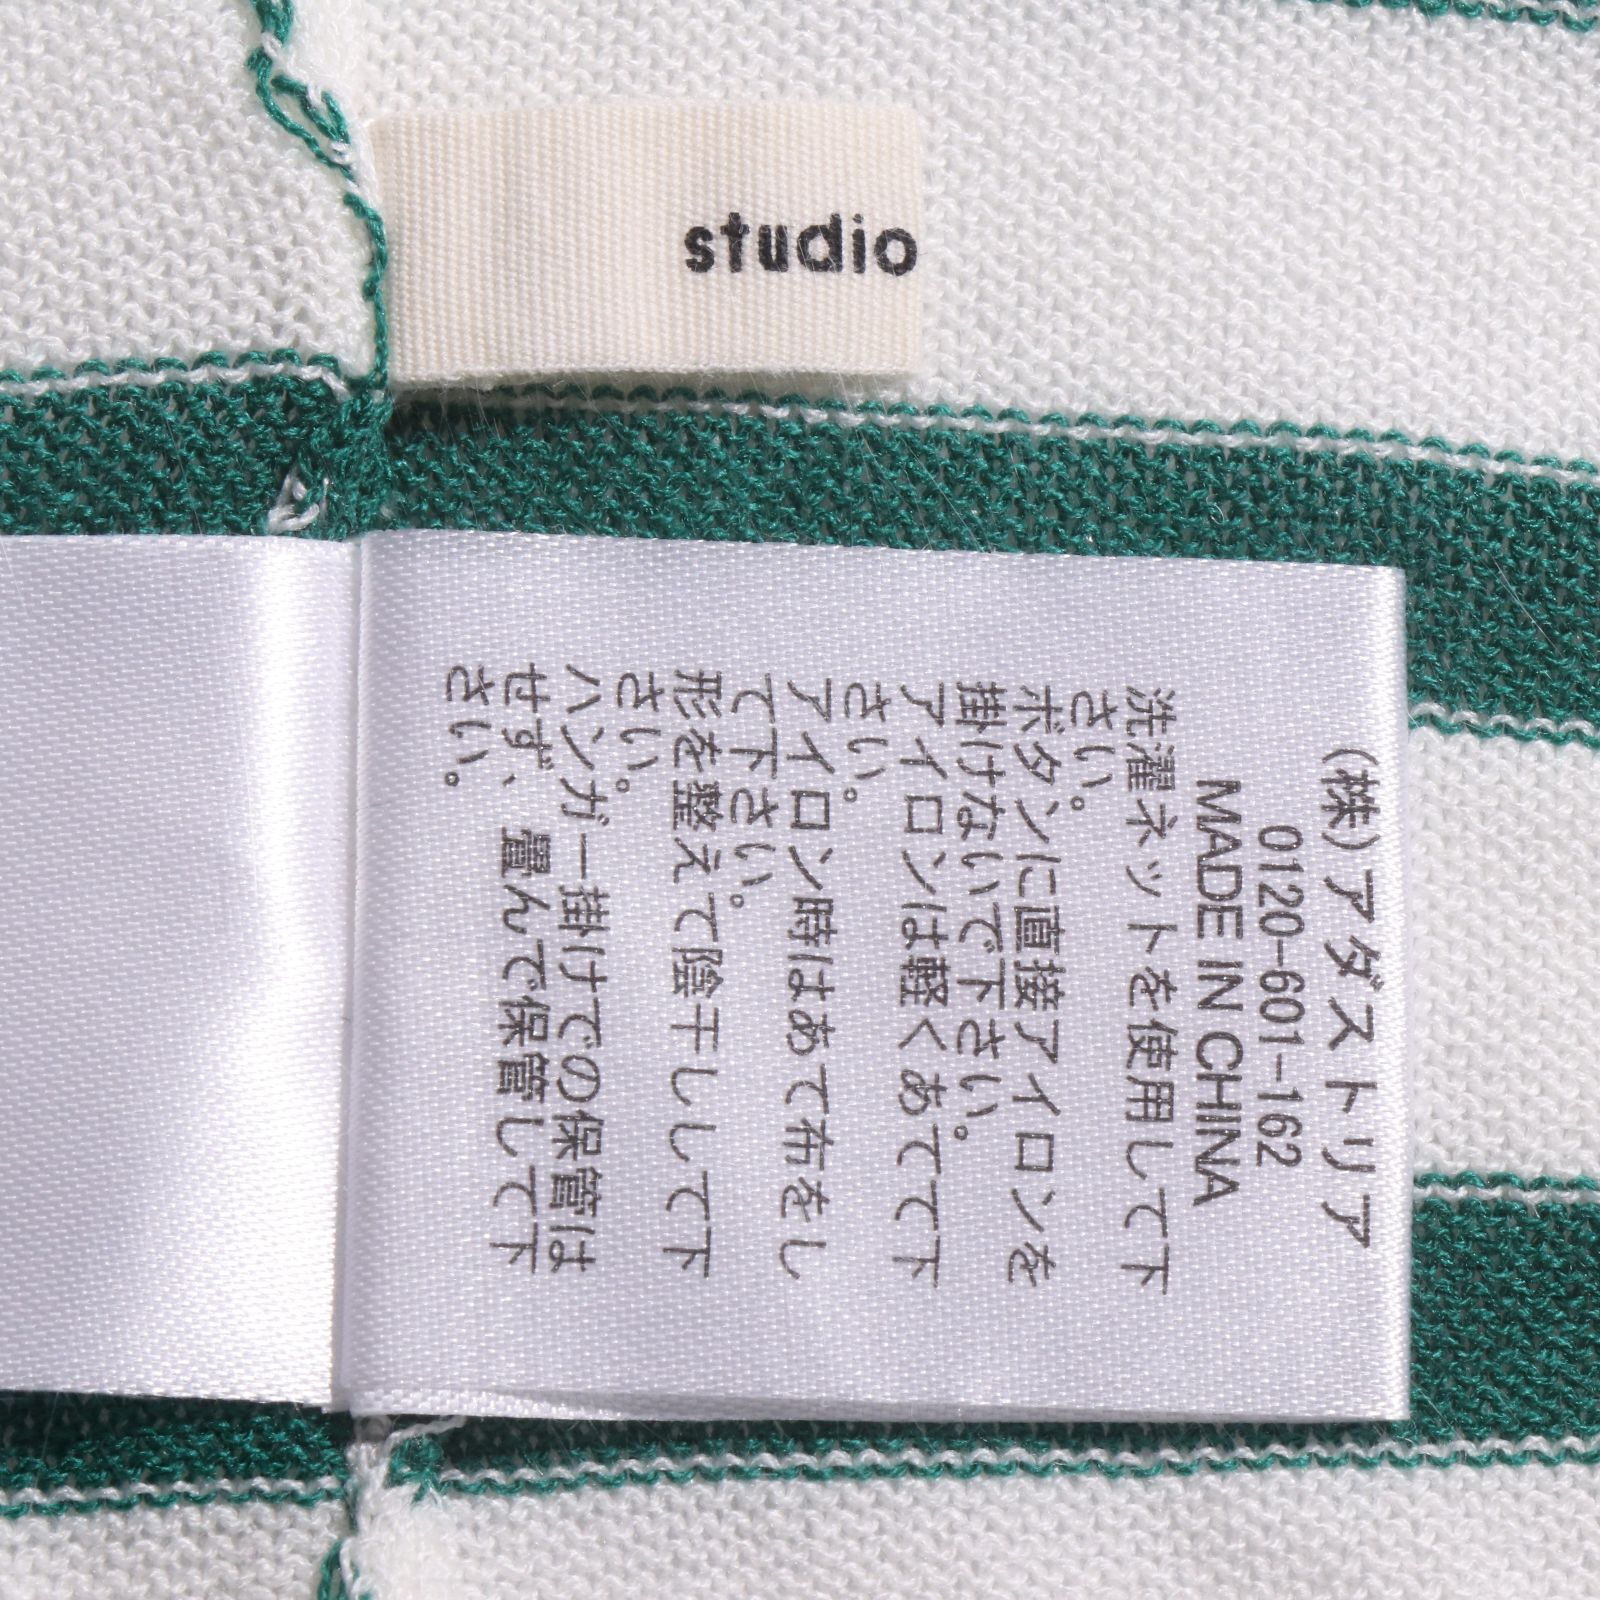 studio
(株)アダストリア
0120-601-162
MADE IN CHINA
洗濯ネットを使用して下
さい。
ボタンに直接アイロンを
掛けないで下さい。
アイロンは軽くあてて下
さい。
アイロン時はあて布をし
て下さい。
形を整えて陰干しして下
さい。
ハンガー掛けでの保管は
せず、畳んで保管して下
さい。